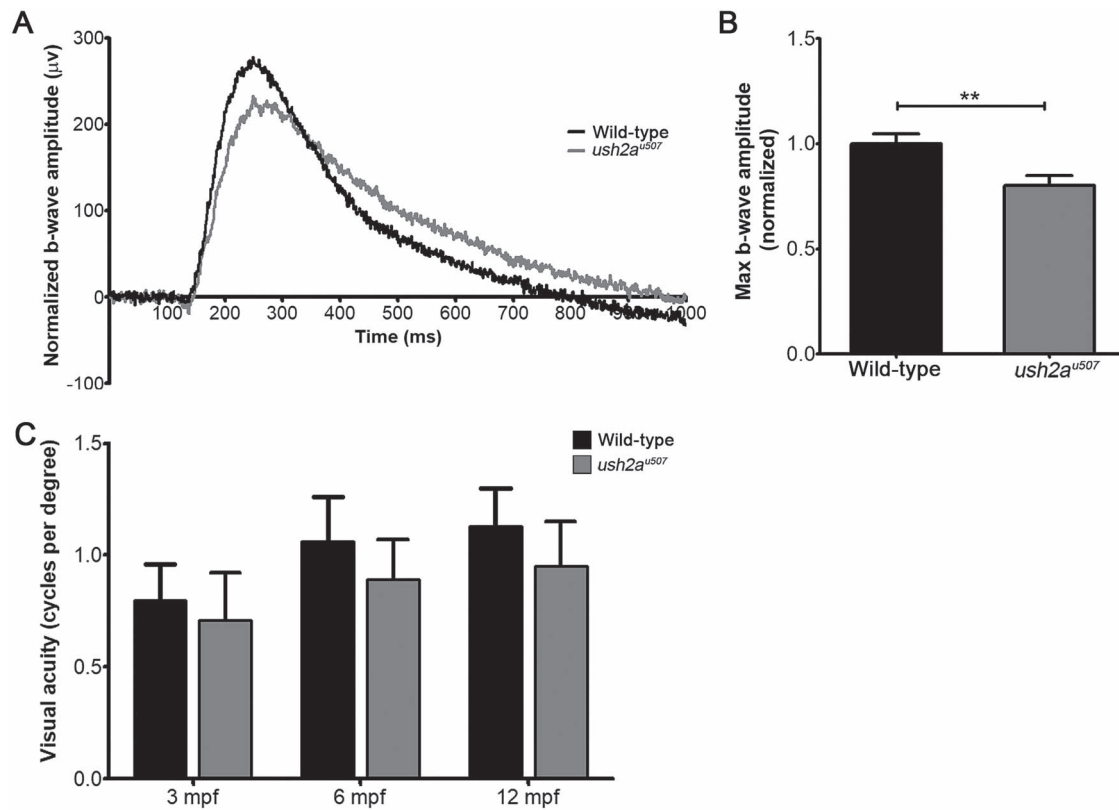 A
Normalized b-wave amplitude (µv)
300
200
100
0
-100
100 200 300 400 500 600 700 800 900 1000
Time (ms)
Wild-type
ush2a^u507
B
Max b-wave amplitude
(normalized)
1.5
1.0
0.5
0.0
**
Wild-type ush2a^u507
C
Visual acuity (cycles per degree)
1.5
1.0
0.5
0.0
Wild-type
ush2a^u507
3 mpf 6 mpf 12 mpf